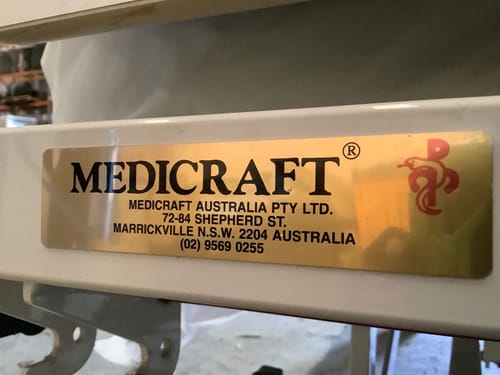 MEDICRAFT®
MEDICRAFT AUSTRALIA PTY LTD.
72-84 SHEPHERD ST.
MARRICKVILLE N.S.W. 2204 AUSTRALIA
(02) 9569 0255